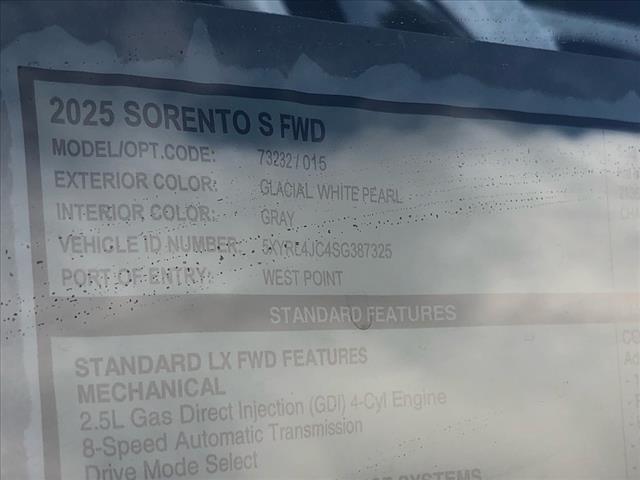 2025 SORENTO S FWD
MODEL/OPT.CODE: 73232 / 015
EXTERIOR COLOR: GLACIAL WHITE PEARL
INTERIOR COLOR: GRAY
VEHICLE ID NUMBER: 5XYRL4JC4SG387325
PORT OF ENTRY: WEST POINT
STANDARD FEATURES
STANDARD LX FWD FEATURES
MECHANICAL
2.5L Gas Direct Injection (GDI) 4-Cyl Engine
8-Speed Automatic Transmission
Drive Mode Select
SYSTEMS